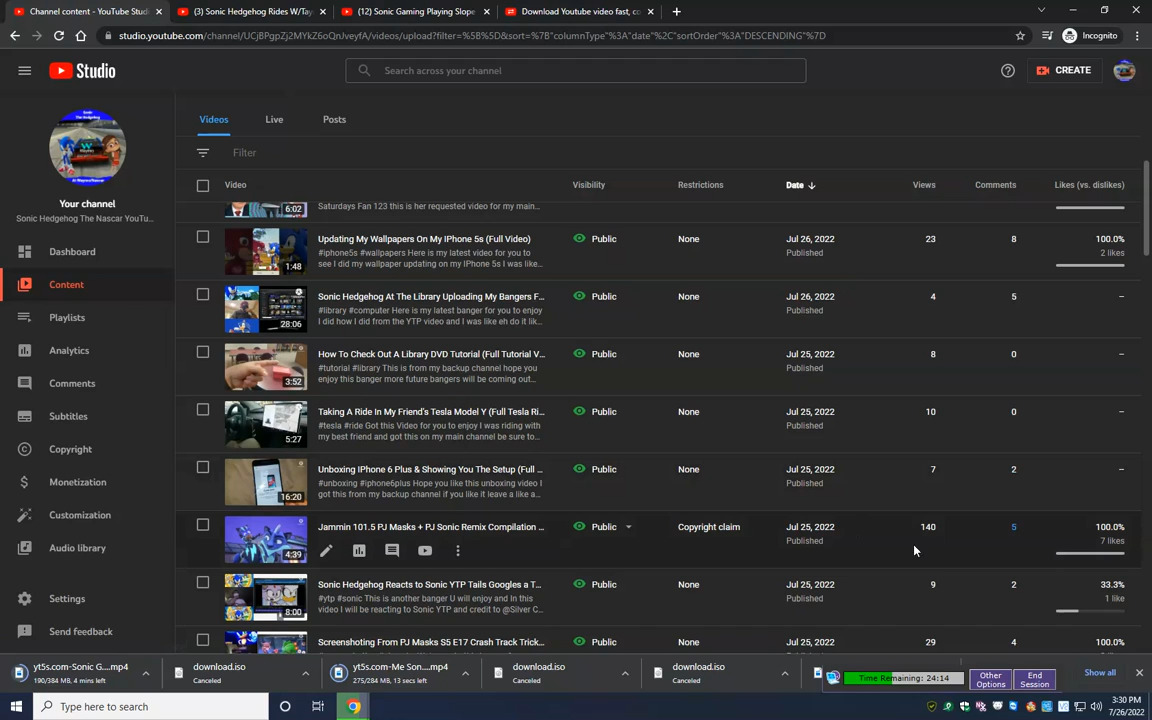 Channel content - YouTube Studi
(3) Sonic Hedgehog Rides W/Tay
(12) Sonic Gaming Playing Slope
Download Youtube video fast, co
studio.youtube.com/channel/UCJBPgpZj2MYkZ6oQnJveyfA/videos/upload?filter=%5B%5D&sort=%7B"columnType"%3A"date"%2C"sortOrder"%3A"DESCENDING"%7D
Incognito
Studio
Search across your channel
CREATE
Your channel
Sonic Hedgehog The Nascar YouTu...
Dashboard
Content
Playlists
Analytics
Comments
Subtitles
Copyright
Monetization
Customization
Audio library
Settings
Send feedback
Videos Live Posts
Filter
Video Visibility Restrictions Date Views Comments Likes (vs. dislikes)
6:02 Saturdays Fan 123 this is her requested video for my main...
Updating My Wallpapers On My IPhone 5s (Full Video) Public None Jul 26, 2022 23 8 100.0%
#iphone5s #wallpapers Here is my latest video for you to Published 2 likes
1:48 see I did my wallpaper updating on my IPhone 5s I was like...
Sonic Hedgehog At The Library Uploading My Bangers F... Public None Jul 26, 2022 4 5 –
#library #computer Here is my latest banger for you to enjoy Published
28:06 I did how I did from the YTP video and I was like eh do it lik...
How To Check Out A Library DVD Tutorial (Full Tutorial V... Public None Jul 25, 2022 8 0 –
#tutorial #library This is from my backup channel hope you Published
3:52 enjoy this banger more future bangers will be coming out...
Taking A Ride In My Friend's Tesla Model Y (Full Tesla Ri... Public None Jul 25, 2022 10 0 –
#tesla #ride Got this Video for you to enjoy I was riding with Published
5:27 my best friend and got this on my main channel be sure to...
Unboxing IPhone 6 Plus & Showing You The Setup (Full ... Public None Jul 25, 2022 7 2 –
#unboxing #iphone6plus Hope you like this unboxing video I Published
16:20 got this from my backup channel if you like it leave a like a...
Jammin 101.5 PJ Masks + PJ Sonic Remix Compilation ... Public Copyright claim Jul 25, 2022 140 5 100.0%
4:39 Published 7 likes
Sonic Hedgehog Reacts to Sonic YTP Tails Googles a T... Public None Jul 25, 2022 9 2 33.3%
#ytp #sonic This is another banger U will enjoy and In this Published 1 like
8:00 video I will be reacting to Sonic YTP and credit to @Silver C...
Screenshotting From PJ Masks S5 E17 Crash Track Trick... Public None Jul 25, 2022 29 4 100.0%
yt5s.com-Sonic G....mp4
190/384 MB, 4 mins left
download.iso
Canceled
yt5s.com-Me Son....mp4
275/284 MB, 13 secs left
download.iso
Canceled
download.iso
Canceled
Time Remaining: 24:14
Other Options
End Session
Show all
Type here to search
3:30 PM
7/26/2022